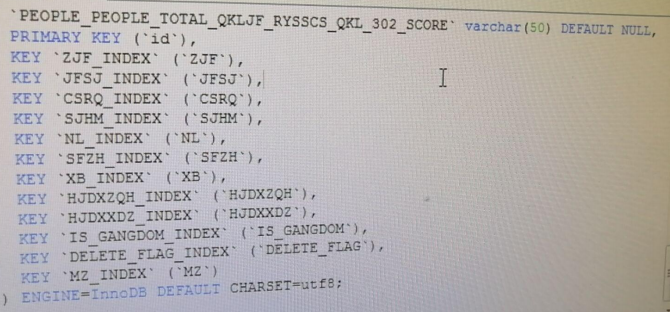 `PEOPLE_PEOPLE_TOTAL_QKLJF_RYSSCS_QKL_302_SCORE` varchar(50) DEFAULT NULL,
PRIMARY KEY (`id`),
KEY `ZJF_INDEX` (`ZJF`),
KEY `JFSJ_INDEX` (`JFSJ`),
KEY `CSRQ_INDEX` (`CSRQ`),
KEY `SJHM_INDEX` (`SJHM`),
KEY `NL_INDEX` (`NL`),
KEY `SFZH_INDEX` (`SFZH`),
KEY `XB_INDEX` (`XB`),
KEY `HJDXZQH_INDEX` (`HJDXZQH`),
KEY `HJDXXDZ_INDEX` (`HJDXXDZ`),
KEY `IS_GANGDOM_INDEX` (`IS_GANGDOM`),
KEY `DELETE_FLAG_INDEX` (`DELETE_FLAG`),
KEY `MZ_INDEX` (`MZ`)
) ENGINE=InnoDB DEFAULT CHARSET=utf8;